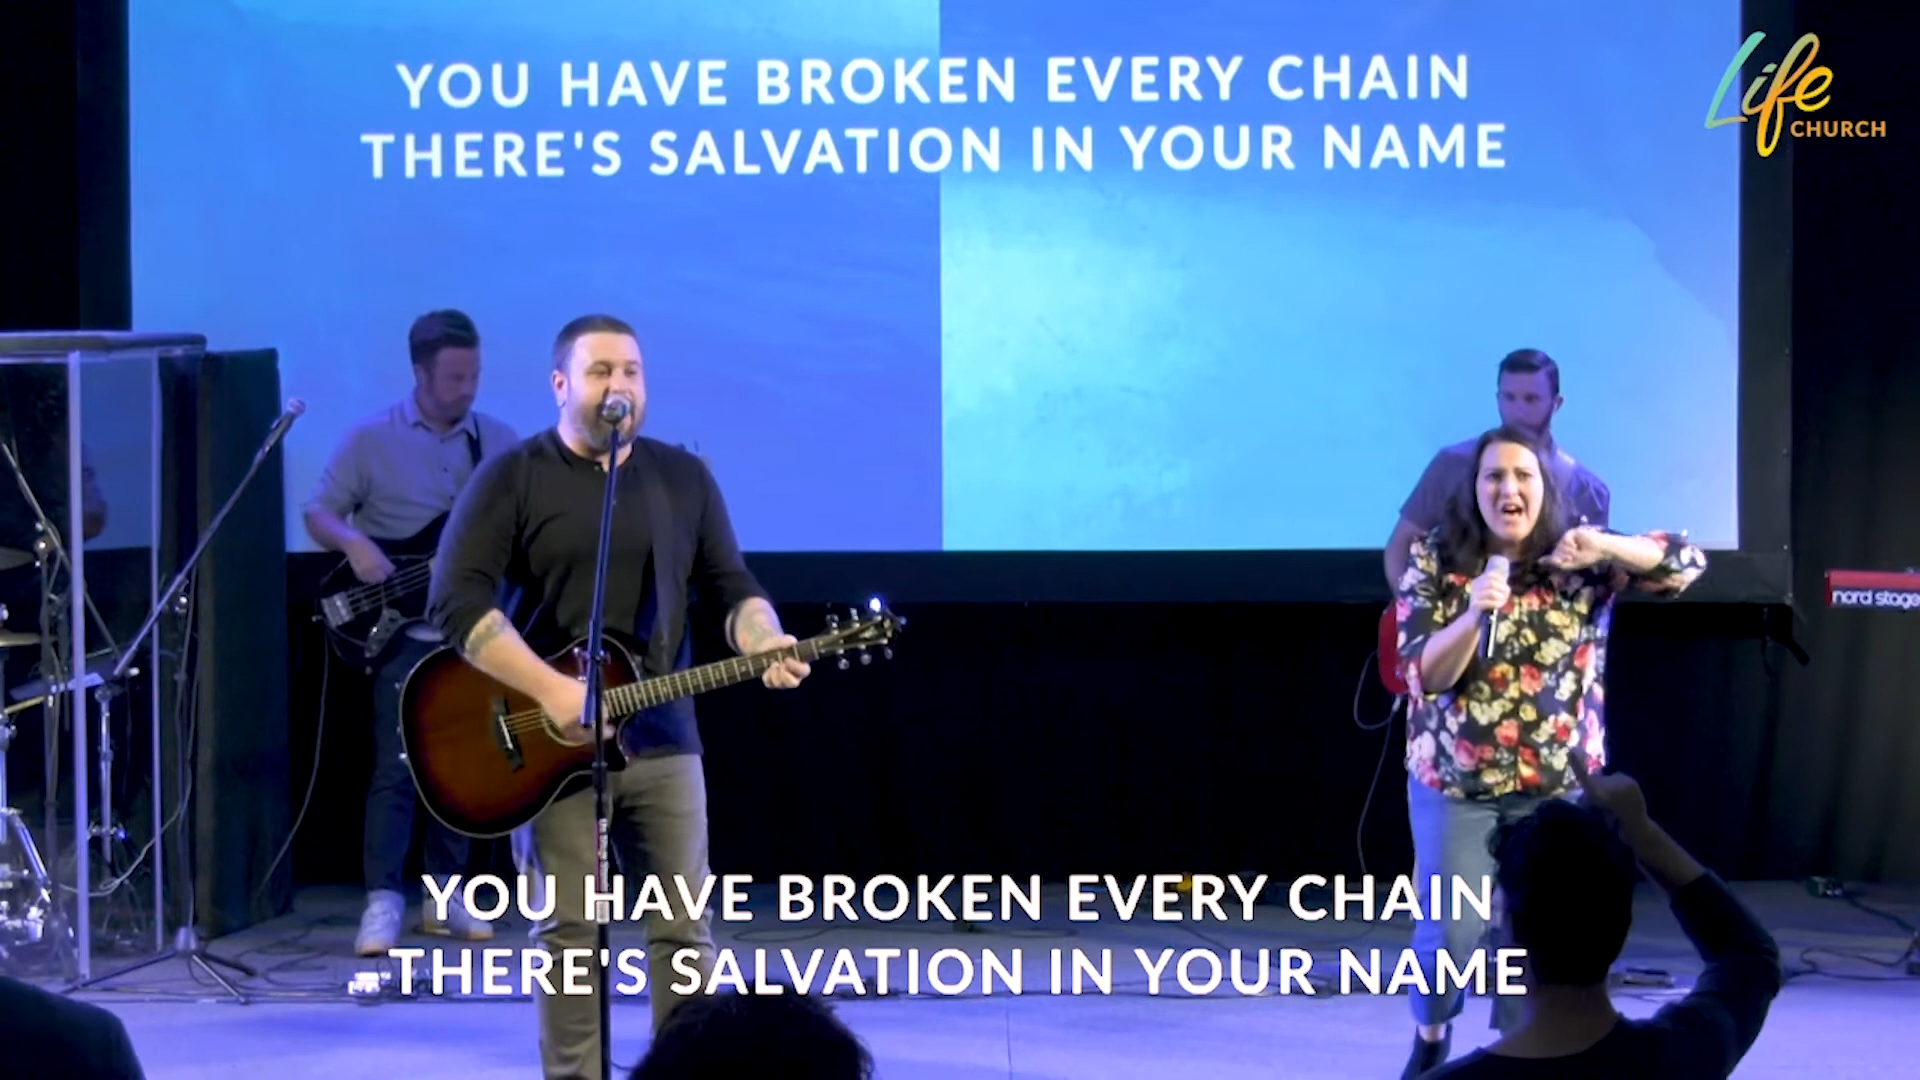 YOU HAVE BROKEN EVERY CHAIN
THERE'S SALVATION IN YOUR NAME
Life
CHURCH
nord stage
YOU HAVE BROKEN EVERY CHAIN
THERE'S SALVATION IN YOUR NAME